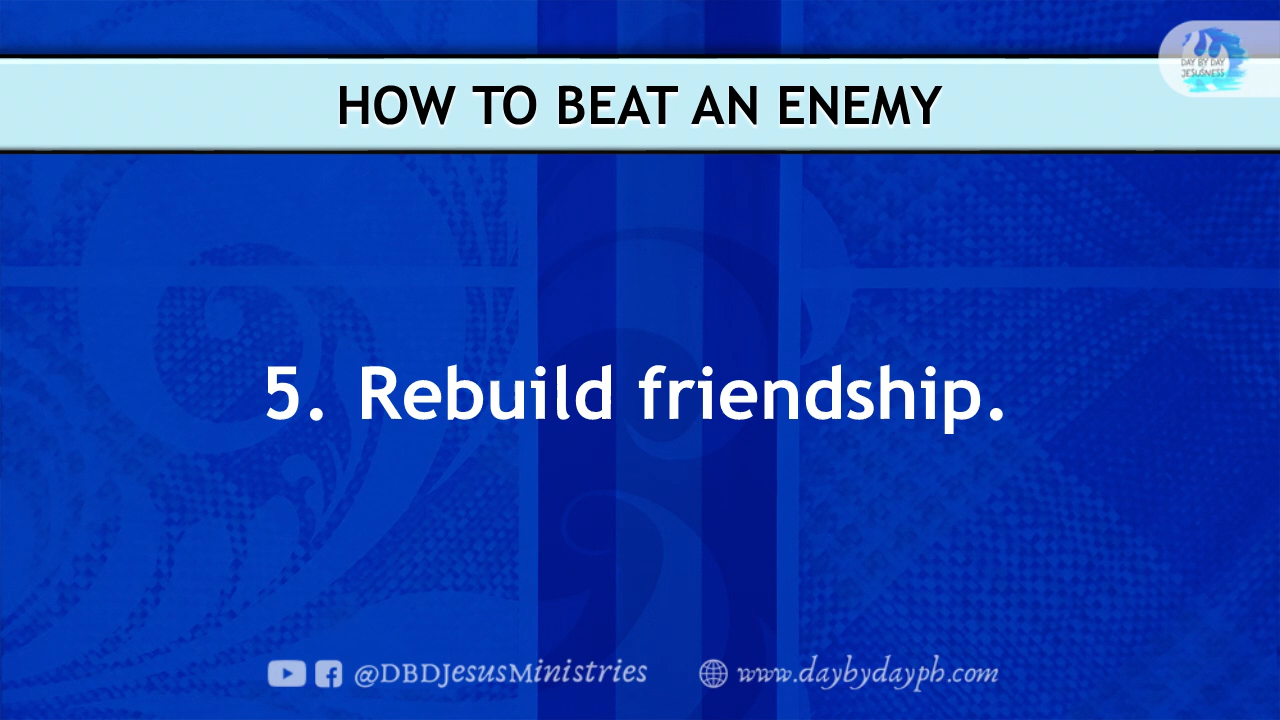 DAY BY DAY
JESUSNESS
HOW TO BEAT AN ENEMY
5. Rebuild friendship.
@DBDJesusMinistries
www.daybydayph.com